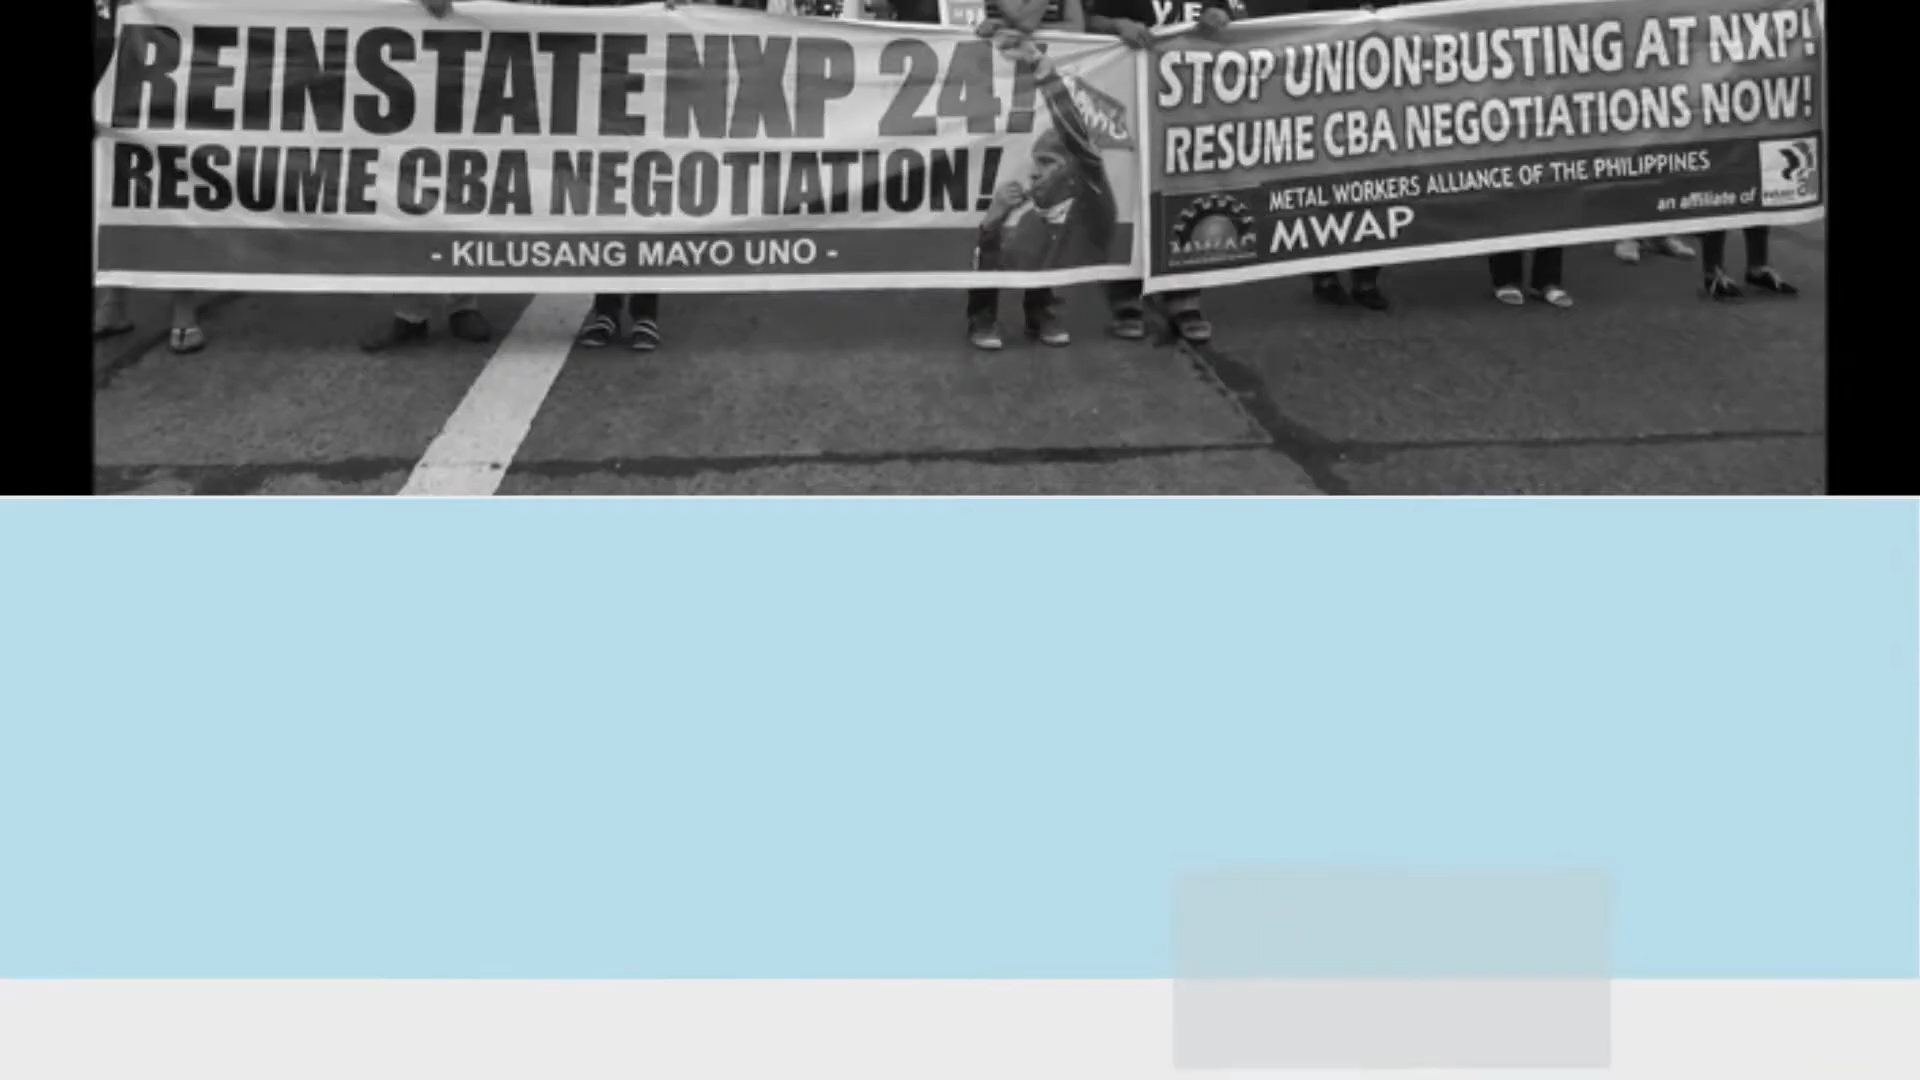 REINSTATE NXP 24!
RESUME CBA NEGOTIATION!
- KILUSANG MAYO UNO -
STOP UNION-BUSTING AT NXP!
RESUME CBA NEGOTIATIONS NOW!
METAL WORKERS ALLIANCE OF THE PHILIPPINES
MWAP
an affiliate of
MWAP